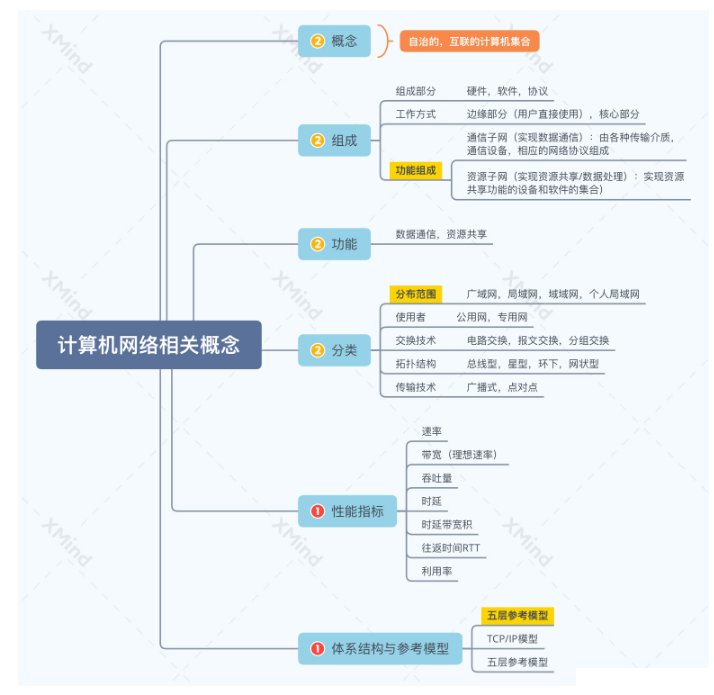 计算机网络相关概念
2 概念
自治的，互联的计算机集合
2 组成
组成部分 硬件，软件，协议
工作方式 边缘部分（用户直接使用），核心部分
功能组成
通信子网（实现数据通信）：由各种传输介质，
通信设备，相应的网络协议组成
资源子网（实现资源共享/数据处理）：实现资源
共享功能的设备和软件的集合)
2 功能
数据通信，资源共享
2 分类
分布范围 广域网，局域网，域域网，个人局域网
使用者 公用网，专用网
交换技术 电路交换，报文交换，分组交换
拓扑结构 总线型，星型，环下，网状型
传输技术 广播式，点对点
1 性能指标
速率
带宽（理想速率）
吞吐量
时延
时延带宽积
往返时间RTT
利用率
1 体系结构与参考模型
五层参考模型
TCP/IP模型
五层参考模型
XMind
XMind
XMind
XMind
XMind
XMind
XMind
XMind
XMind